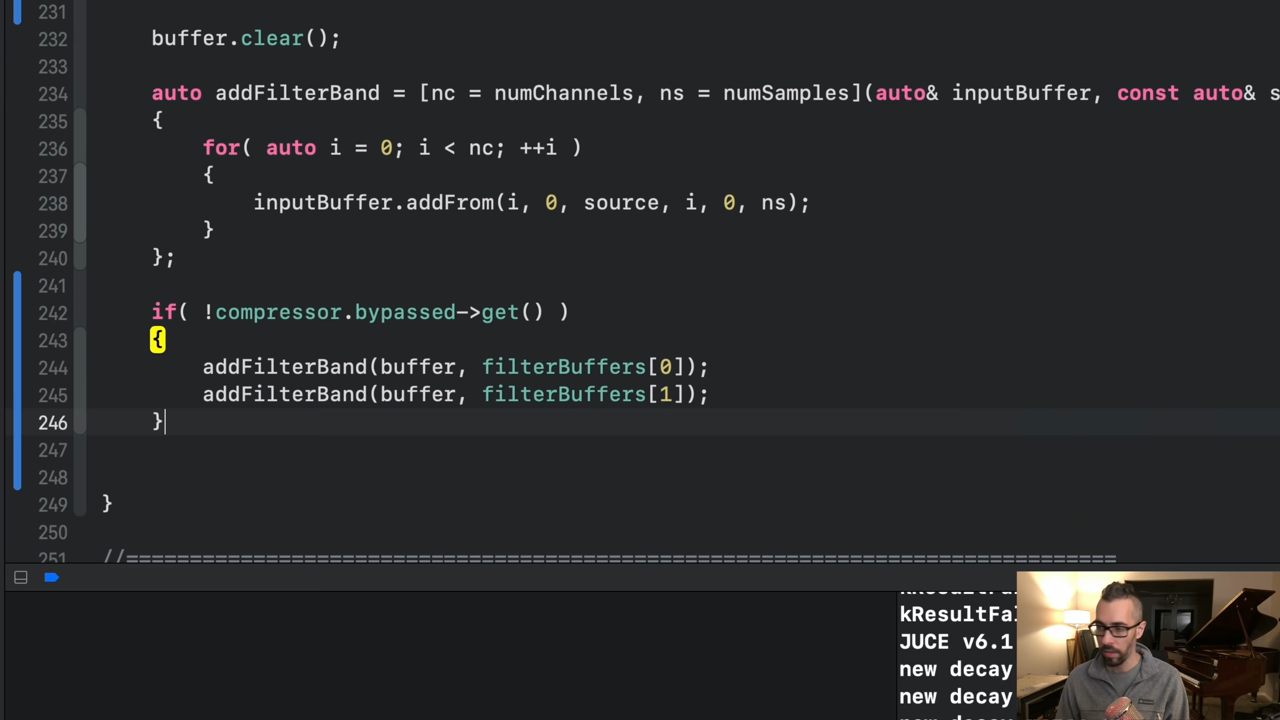 231
232 buffer.clear();
233
234 auto addFilterBand = [nc = numChannels, ns = numSamples](auto& inputBuffer, const auto& s
235 {
236 for( auto i = 0; i < nc; ++i )
237 {
238 inputBuffer.addFrom(i, 0, source, i, 0, ns);
239 }
240 };
241
242 if( !compressor.bypassed->get() )
243 {
244 addFilterBand(buffer, filterBuffers[0]);
245 addFilterBand(buffer, filterBuffers[1]);
246 }
247
248
249 }
250
251 //==============================================================================
kResultFal
JUCE v6.1
new decay
new decay